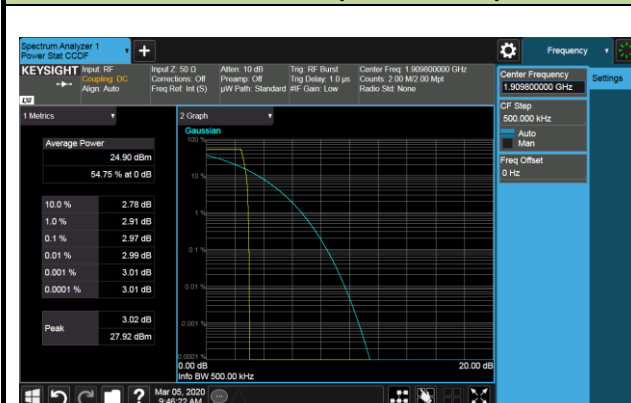 Spectrum Analyzer 1
Power Stat CCDF
Frequency
KEYSIGHT
Input: RF
Coupling: DC
Align: Auto
Input Z: 50 Ω
Corrections: Off
Freq Ref: Int (S)
Atten: 10 dB
Preamp: Off
µW Path: Standard
Trig: RF Burst
Trig Delay: 1.0 µs
#IF Gain: Low
Center Freq: 1.909800000 GHz
Counts: 2.00 M/2.00 Mpt
Radio Std: None
LXI
Center Frequency
1.909800000 GHz
Settings
CF Step
500.000 kHz
Auto
Man
Freq Offset
0 Hz
1 Metrics
Average Power
24.90 dBm
54.75 % at 0 dB
10.0 % 2.78 dB
1.0 % 2.91 dB
0.1 % 2.97 dB
0.01 % 2.99 dB
0.001 % 3.01 dB
0.0001 % 3.01 dB
Peak
3.02 dB
27.92 dBm
2 Graph
Gaussian
100 %
10 %
1 %
0.1 %
0.01 %
0.001 %
0.0001 %
0.00 dB
20.00 dB
Info BW 500.00 kHz
Mar 05, 2020
9:46:22 AM